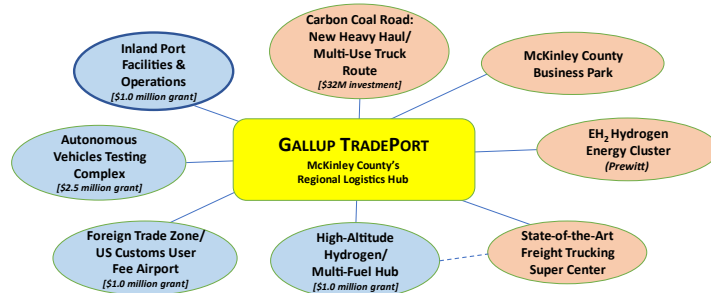 Inland Port
Facilities &
Operations
[$1.0 million grant]
Carbon Coal Road:
New Heavy Haul/
Multi-Use Truck
Route
[$32M investment]
McKinley County
Business Park
Autonomous
Vehicles Testing
Complex
[$2.5 million grant]
GALLUP TRADEPORT
McKinley County's
Regional Logistics Hub
EH₂ Hydrogen
Energy Cluster
(Prewitt)
Foreign Trade Zone/
US Customs User
Fee Airport
[$1.0 million grant]
High-Altitude
Hydrogen/
Multi-Fuel Hub
[$1.0 million grant]
State-of-the-Art
Freight Trucking
Super Center